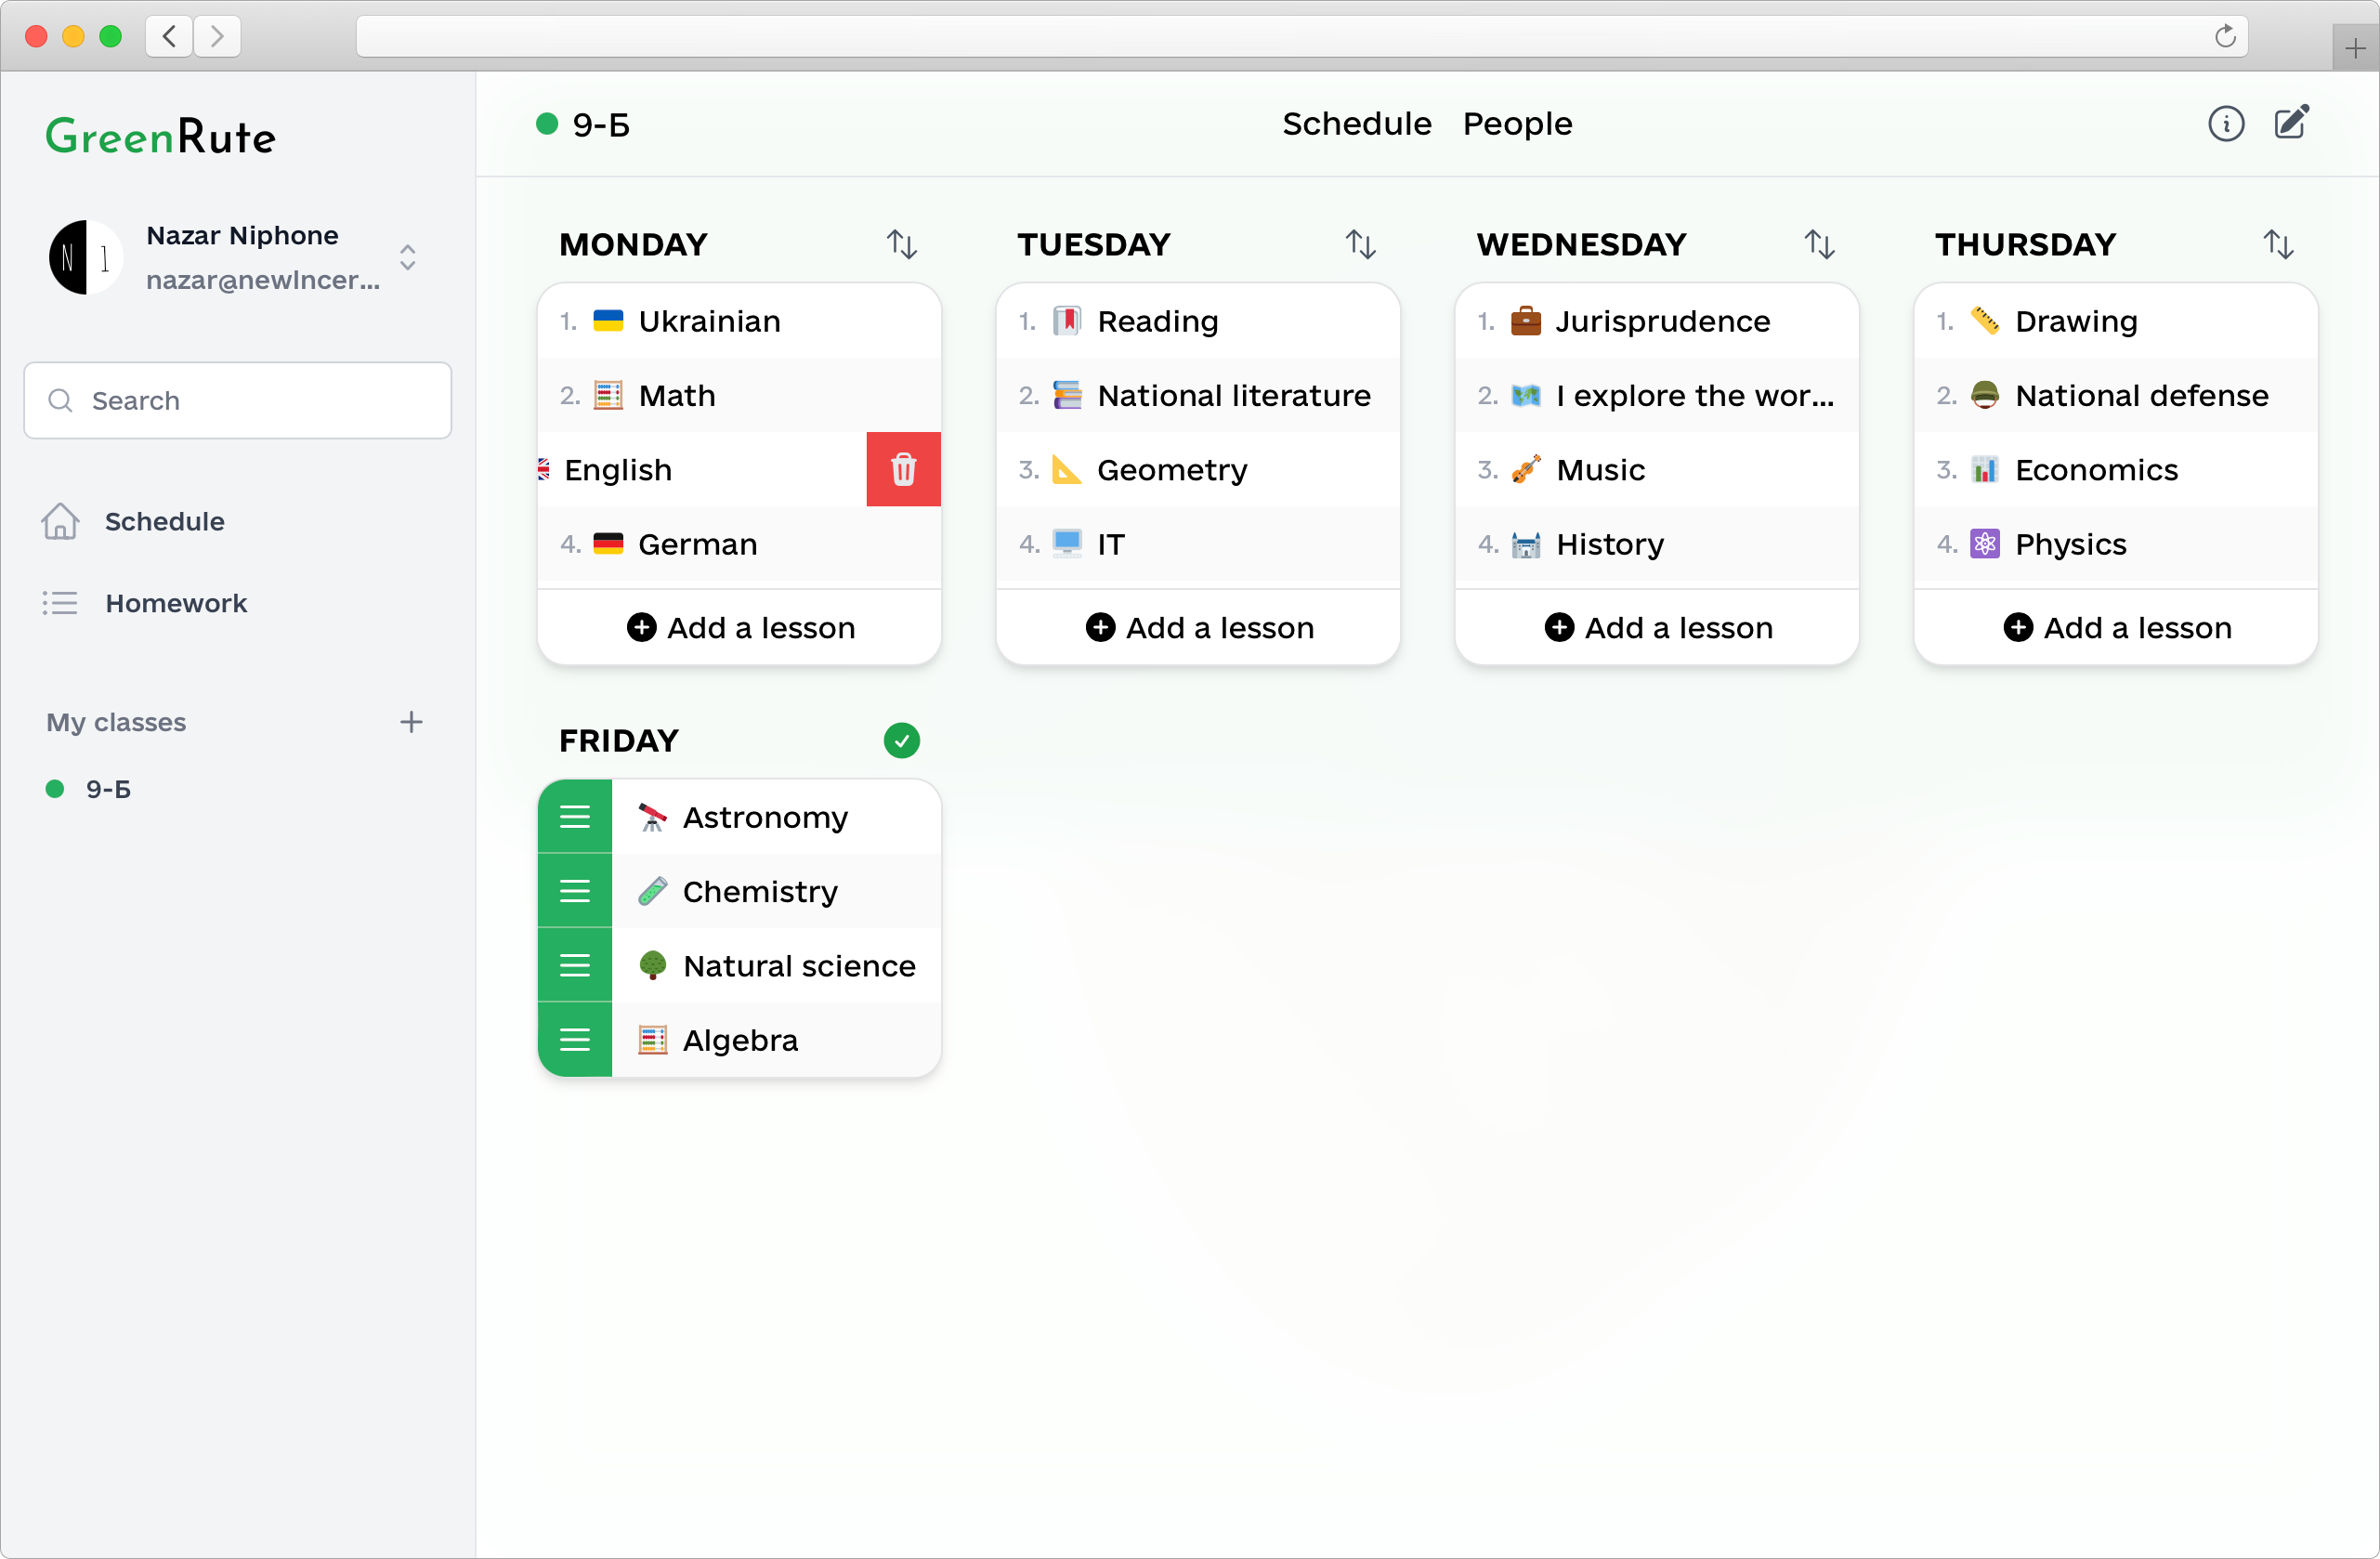 GreenRute
Nazar Niphone
nazar@newIncer...
Search
Schedule
Homework
My classes
9-Б
9-Б
Schedule People
MONDAY
1. Ukrainian
2. Math
English
4. German
Add a lesson
TUESDAY
1. Reading
2. National literature
3. Geometry
4. IT
Add a lesson
WEDNESDAY
1. Jurisprudence
2. I explore the wor...
3. Music
4. History
Add a lesson
THURSDAY
1. Drawing
2. National defense
3. Economics
4. Physics
Add a lesson
FRIDAY
Astronomy
Chemistry
Natural science
Algebra